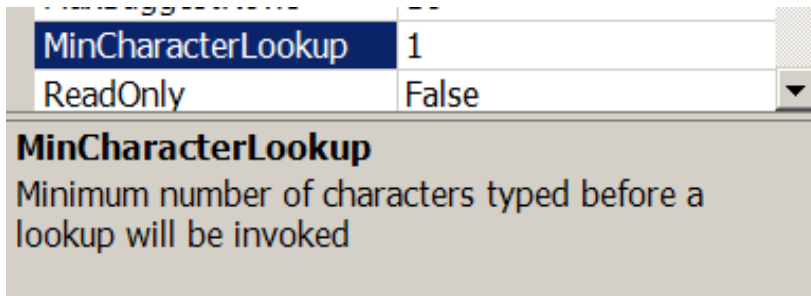 MinCharacterLookup 1
ReadOnly False
MinCharacterLookup
Minimum number of characters typed before a
lookup will be invoked